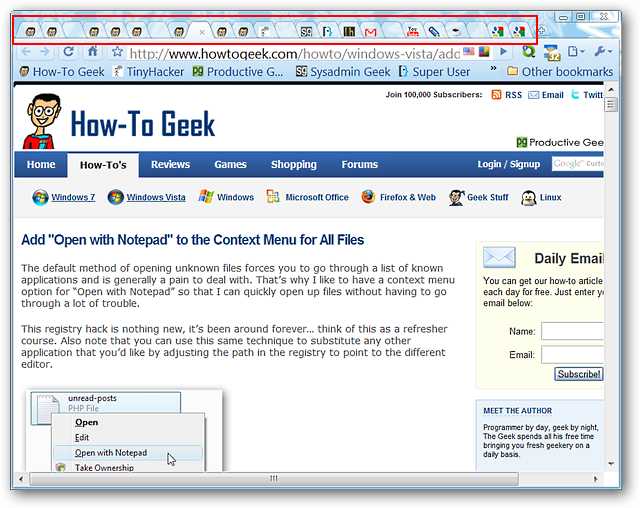 http://www.howtogeek.com/howto/windows-vista/add
How-To Geek TinyHacker Productive G... Sysadmin Geek Super User » Other bookmarks
Join 100,000 Subscribers: RSS Email Twitt
How-To Geek
Productive Gee
Home How-To's Reviews Games Shopping Forums Login / Signup Google™ Custo
Windows 7 Windows Vista Windows Microsoft Office Firefox & Web Geek Stuff Linux
Add "Open with Notepad" to the Context Menu for All Files
The default method of opening unknown files forces you to go through a list of known
applications and is generally a pain to deal with. That's why I like to have a context menu
option for “Open with Notepad” so that I can quickly open up files without having to go
through a lot of trouble.
This registry hack is nothing new, it's been around forever... think of this as a refresher
course. Also note that you can use this same technique to substitute any other
application that you'd like by adjusting the path in the registry to point to the different
editor.
unread-posts
PHP File
Open
Edit
Open with Notepad
Take Ownership
Daily Email
You can get our how-to article
each day for free. Just enter yo
email below:
Name:
Email:
Subscribe!
MEET THE AUTHOR
Programmer by day, geek by night,
The Geek spends all his free time
bringing you fresh geekery on a
daily basis.